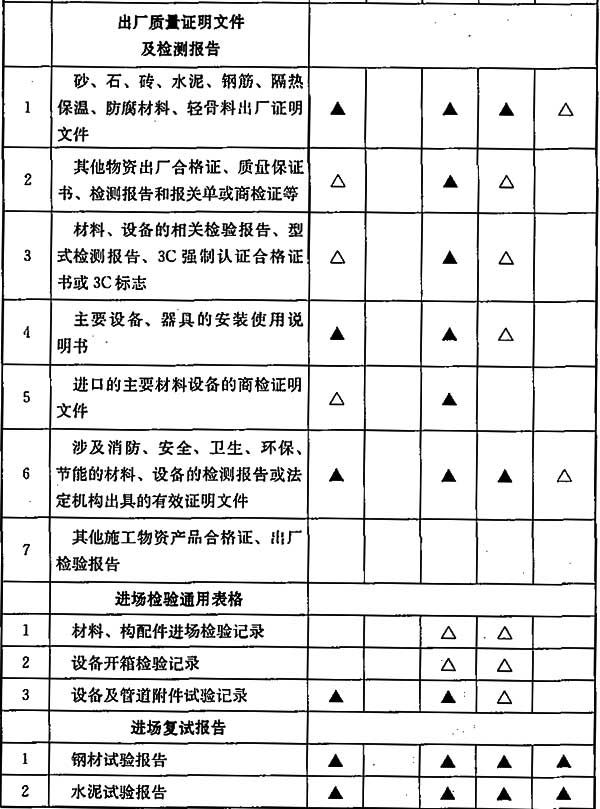 出厂质量证明文件
及检测报告
砂、石、砖、水泥、钢筋、隔热
1 保温、防腐材料、轻骨料出厂证明 ▲ ▲ ▲ △
文件
其他物资出厂合格证、质量保证
2 书、检测报告和报关单或商检证等 △ ▲ △
材料、设备的相关检验报告、型
3 式检测报告、3C强制认证合格证 △ ▲ △
书或3C标志
4 主要设备、器具的安装使用说 ▲ ▲ △
明书
5 进口的主要材料设备的商检证明 △ ▲
文件
涉及消防、安全、卫生、环保、
6 节能的材料、设备的检测报告或法 ▲ ▲ ▲ △
定机构出具的有效证明文件
7 其他施工物资产品合格证、出厂
检验报告
进场检验通用表格
1 材料、构配件进场检验记录 △ △
2 设备开箱检验记录 △ △
3 设备及管道附件试验记录 ▲ ▲ △
进场复试报告
1 钢材试验报告 ▲ ▲ ▲ ▲
2 水泥试验报告 ▲ ▲ ▲ ▲